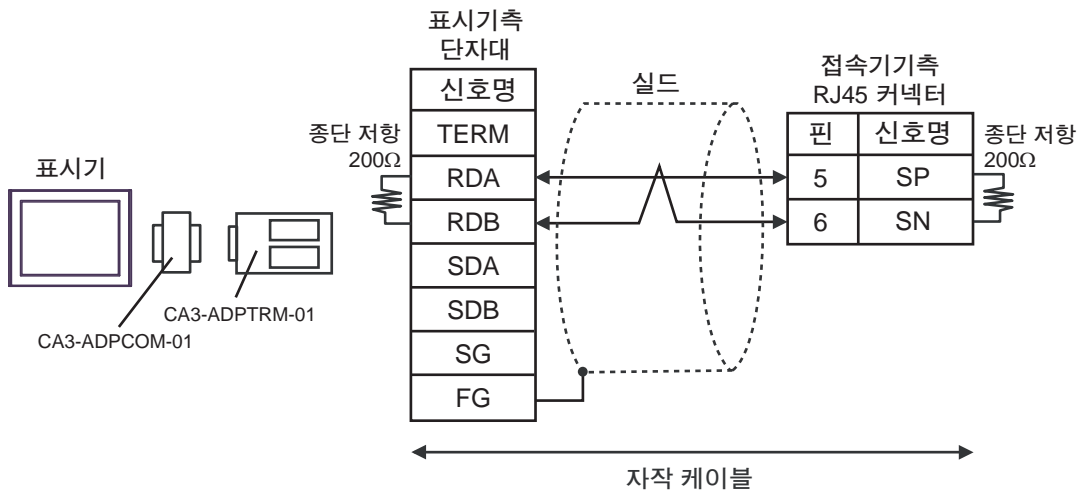 표시기
CA3-ADPCOM-01
CA3-ADPTRM-01
종단 저항
200Ω
표시기측
단자대
신호명
TERM
RDA
RDB
SDA
SDB
SG
FG
실드
접속기기측
RJ45 커넥터
핀 신호명
5 SP
6 SN
종단 저항
200Ω
자작 케이블